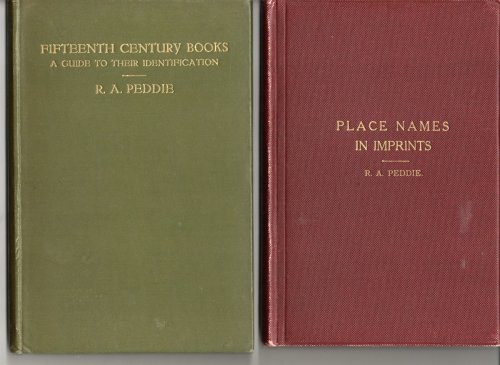 FIFTEENTH CENTURY BOOKS
A GUIDE TO THEIR IDENTIFICATION
R. A. PEDDIE
PLACE NAMES
IN IMPRINTS
R. A. PEDDIE.